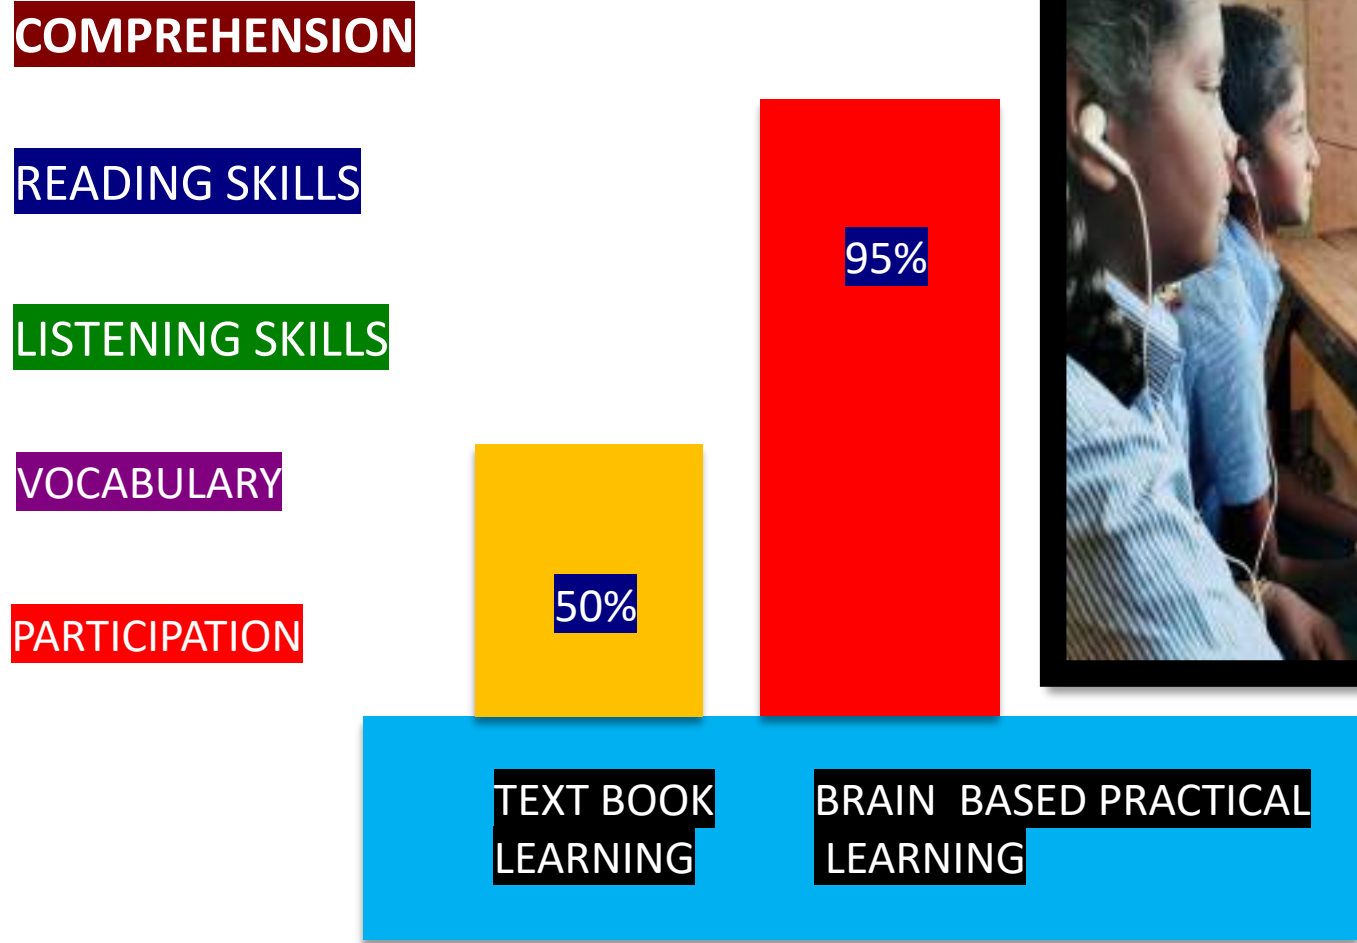 COMPREHENSION
READING SKILLS
LISTENING SKILLS
VOCABULARY
PARTICIPATION
95%
50%
TEXT BOOK
LEARNING
BRAIN BASED PRACTICAL
LEARNING